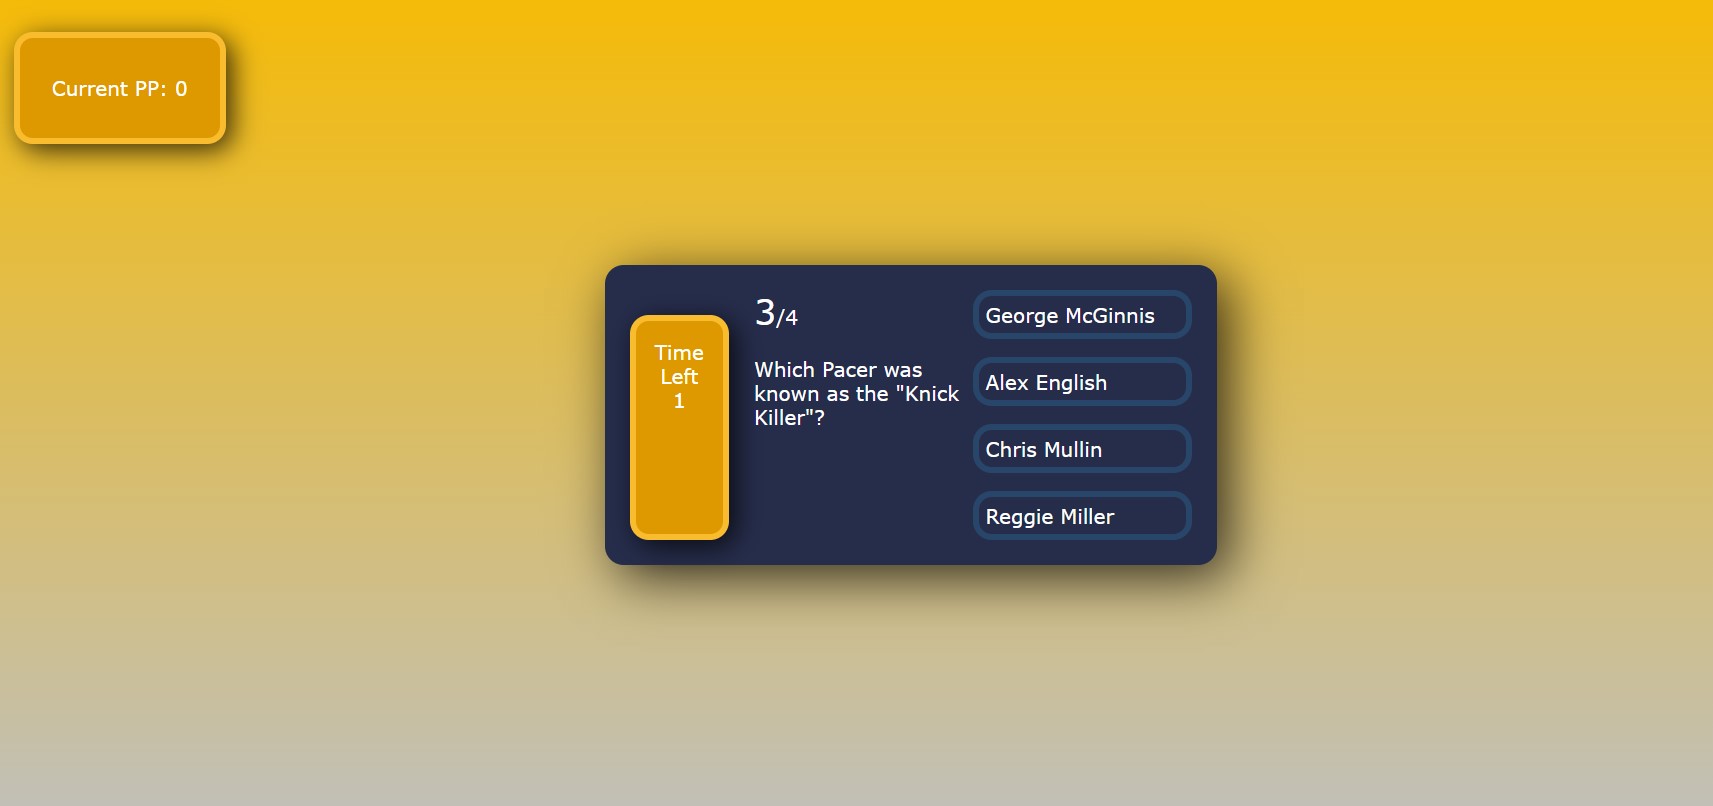 Current PP: 0
Time
Left
1
3/4
Which Pacer was
known as the "Knick
Killer"?
George McGinnis
Alex English
Chris Mullin
Reggie Miller